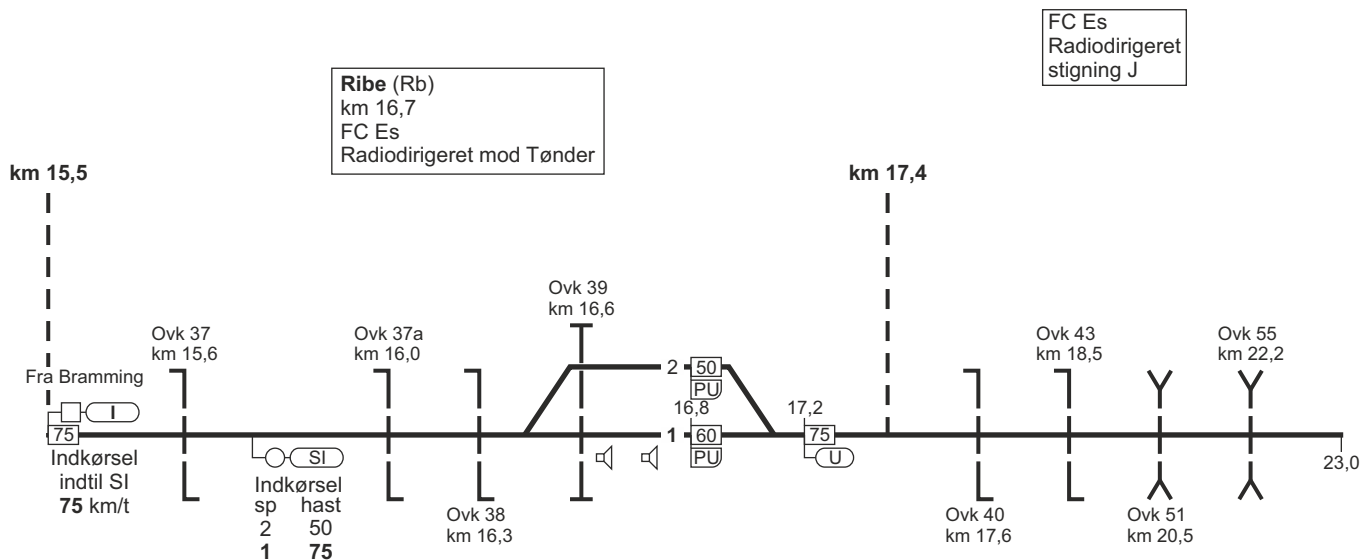 FC Es
Radiodirigeret
stigning J
Ribe (Rb)
km 16,7
FC Es
Radiodirigeret mod Tønder
km 15,5
km 17,4
Ovk 39
km 16,6
Ovk 37
km 15,6
Ovk 37a
km 16,0
Ovk 43
km 18,5
Ovk 55
km 22,2
Fra Bramming
I
2
50
PU
16,8
17,2
75
1
60
75
SI
PU
U
Indkørsel
indtil SI
75 km/t
Indkørsel
sp hast
2 50
1 75
Ovk 38
km 16,3
Ovk 40
km 17,6
Ovk 51
km 20,5
23,0